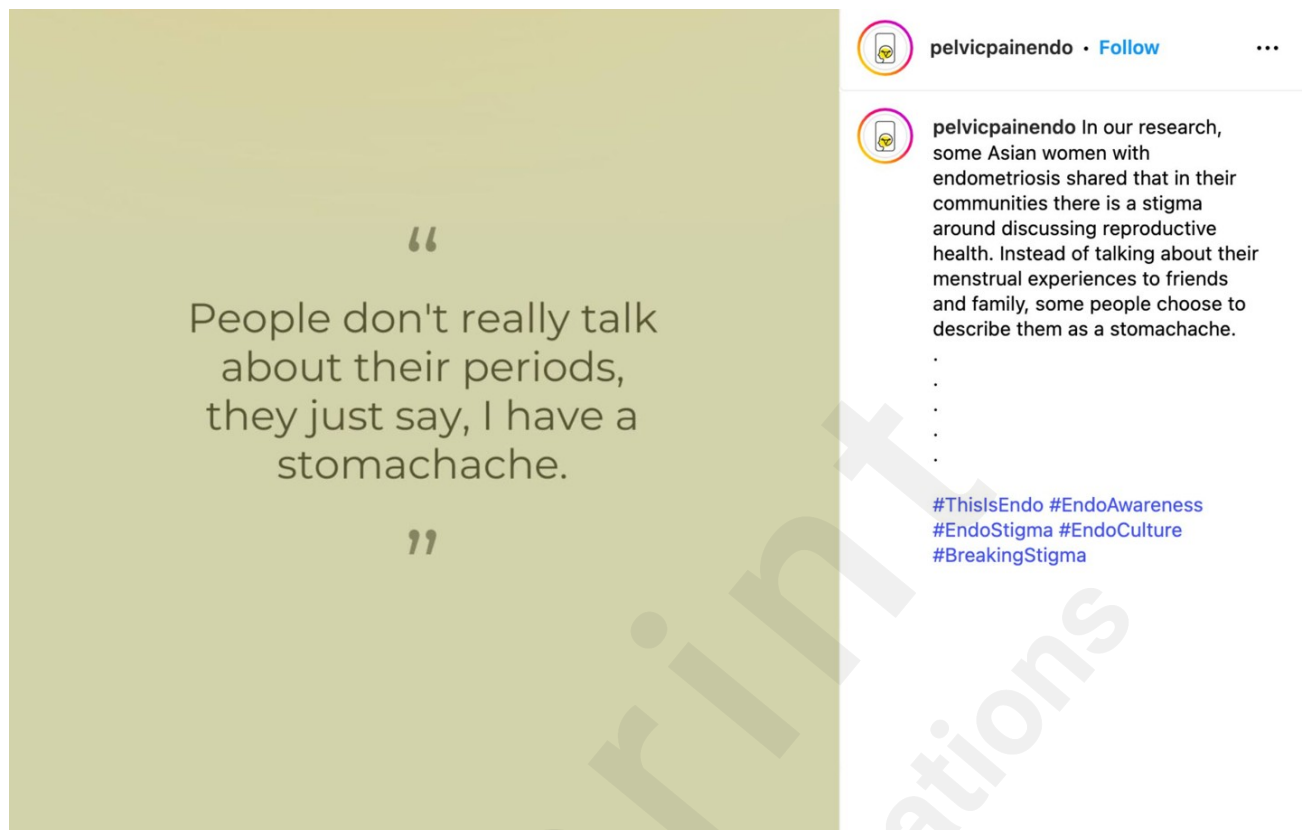 “
People don't really talk
about their periods,
they just say, I have a
stomachache.
”
pelvicpainendo • Follow
pelvicpainendo In our research,
some Asian women with
endometriosis shared that in their
communities there is a stigma
around discussing reproductive
health. Instead of talking about their
menstrual experiences to friends
and family, some people choose to
describe them as a stomachache.
.
.
.
.
.
#ThisIsEndo #EndoAwareness
#EndoStigma #EndoCulture
#BreakingStigma
rint
ations